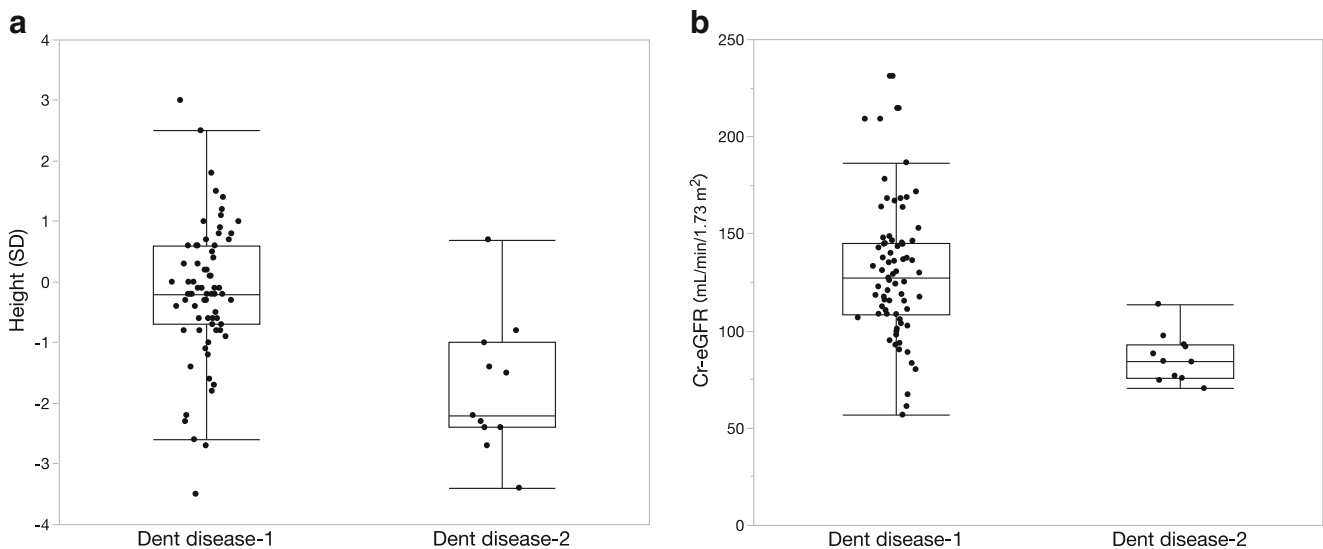 a
Height (SD)
4
3
2
1
0
-1
-2
-3
-4
Dent disease-1
Dent disease-2
b
Cr-eGFR (mL/min/1.73 m²)
250
200
150
100
50
0
Dent disease-1
Dent disease-2